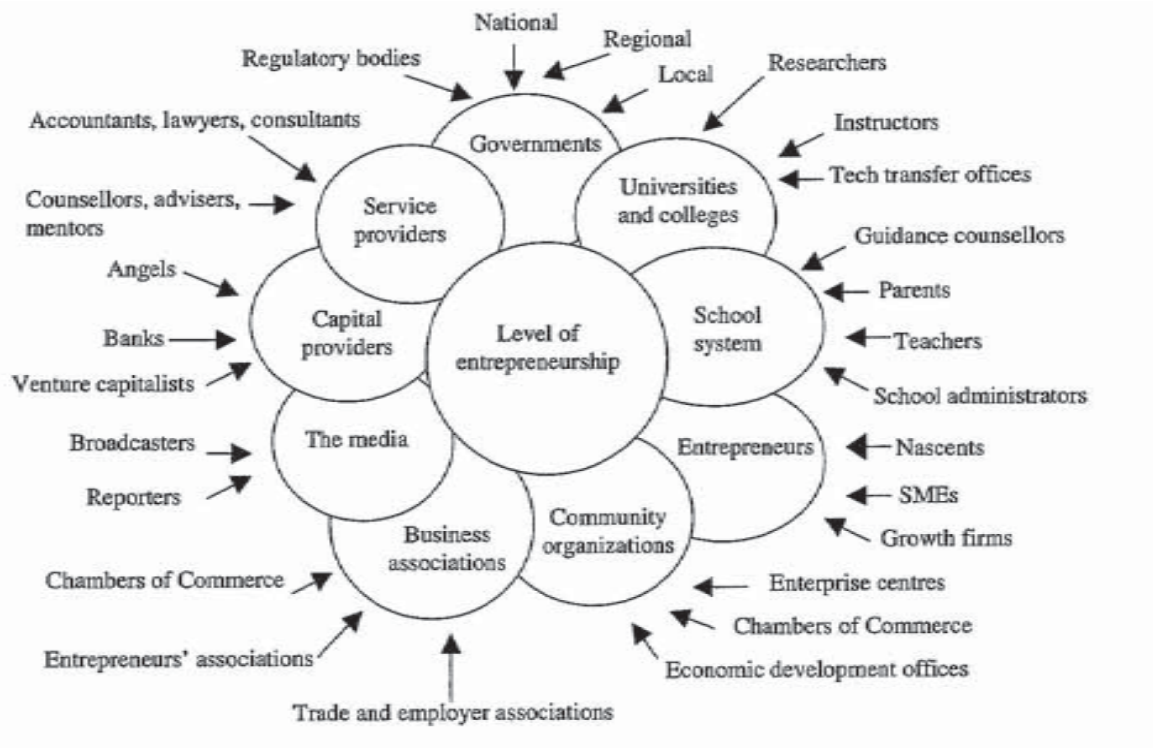 National
Regional
Regulatory bodies
Local
Researchers
Accountants, lawyers, consultants
Instructors
Governments
Tech transfer offices
Universities
and colleges
Counsellors, advisers,
mentors
Service
providers
Guidance counsellors
Angels
Parents
Capital
providers
School
system
Level of
entrepreneurship
Banks
Teachers
Venture capitalists
School administrators
Broadcasters
The media
Entrepreneurs
Nascents
Reporters
SMEs
Community
organizations
Business
associations
Growth firms
Chambers of Commerce
Enterprise centres
Chambers of Commerce
Entrepreneurs' associations
Economic development offices
Trade and employer associations